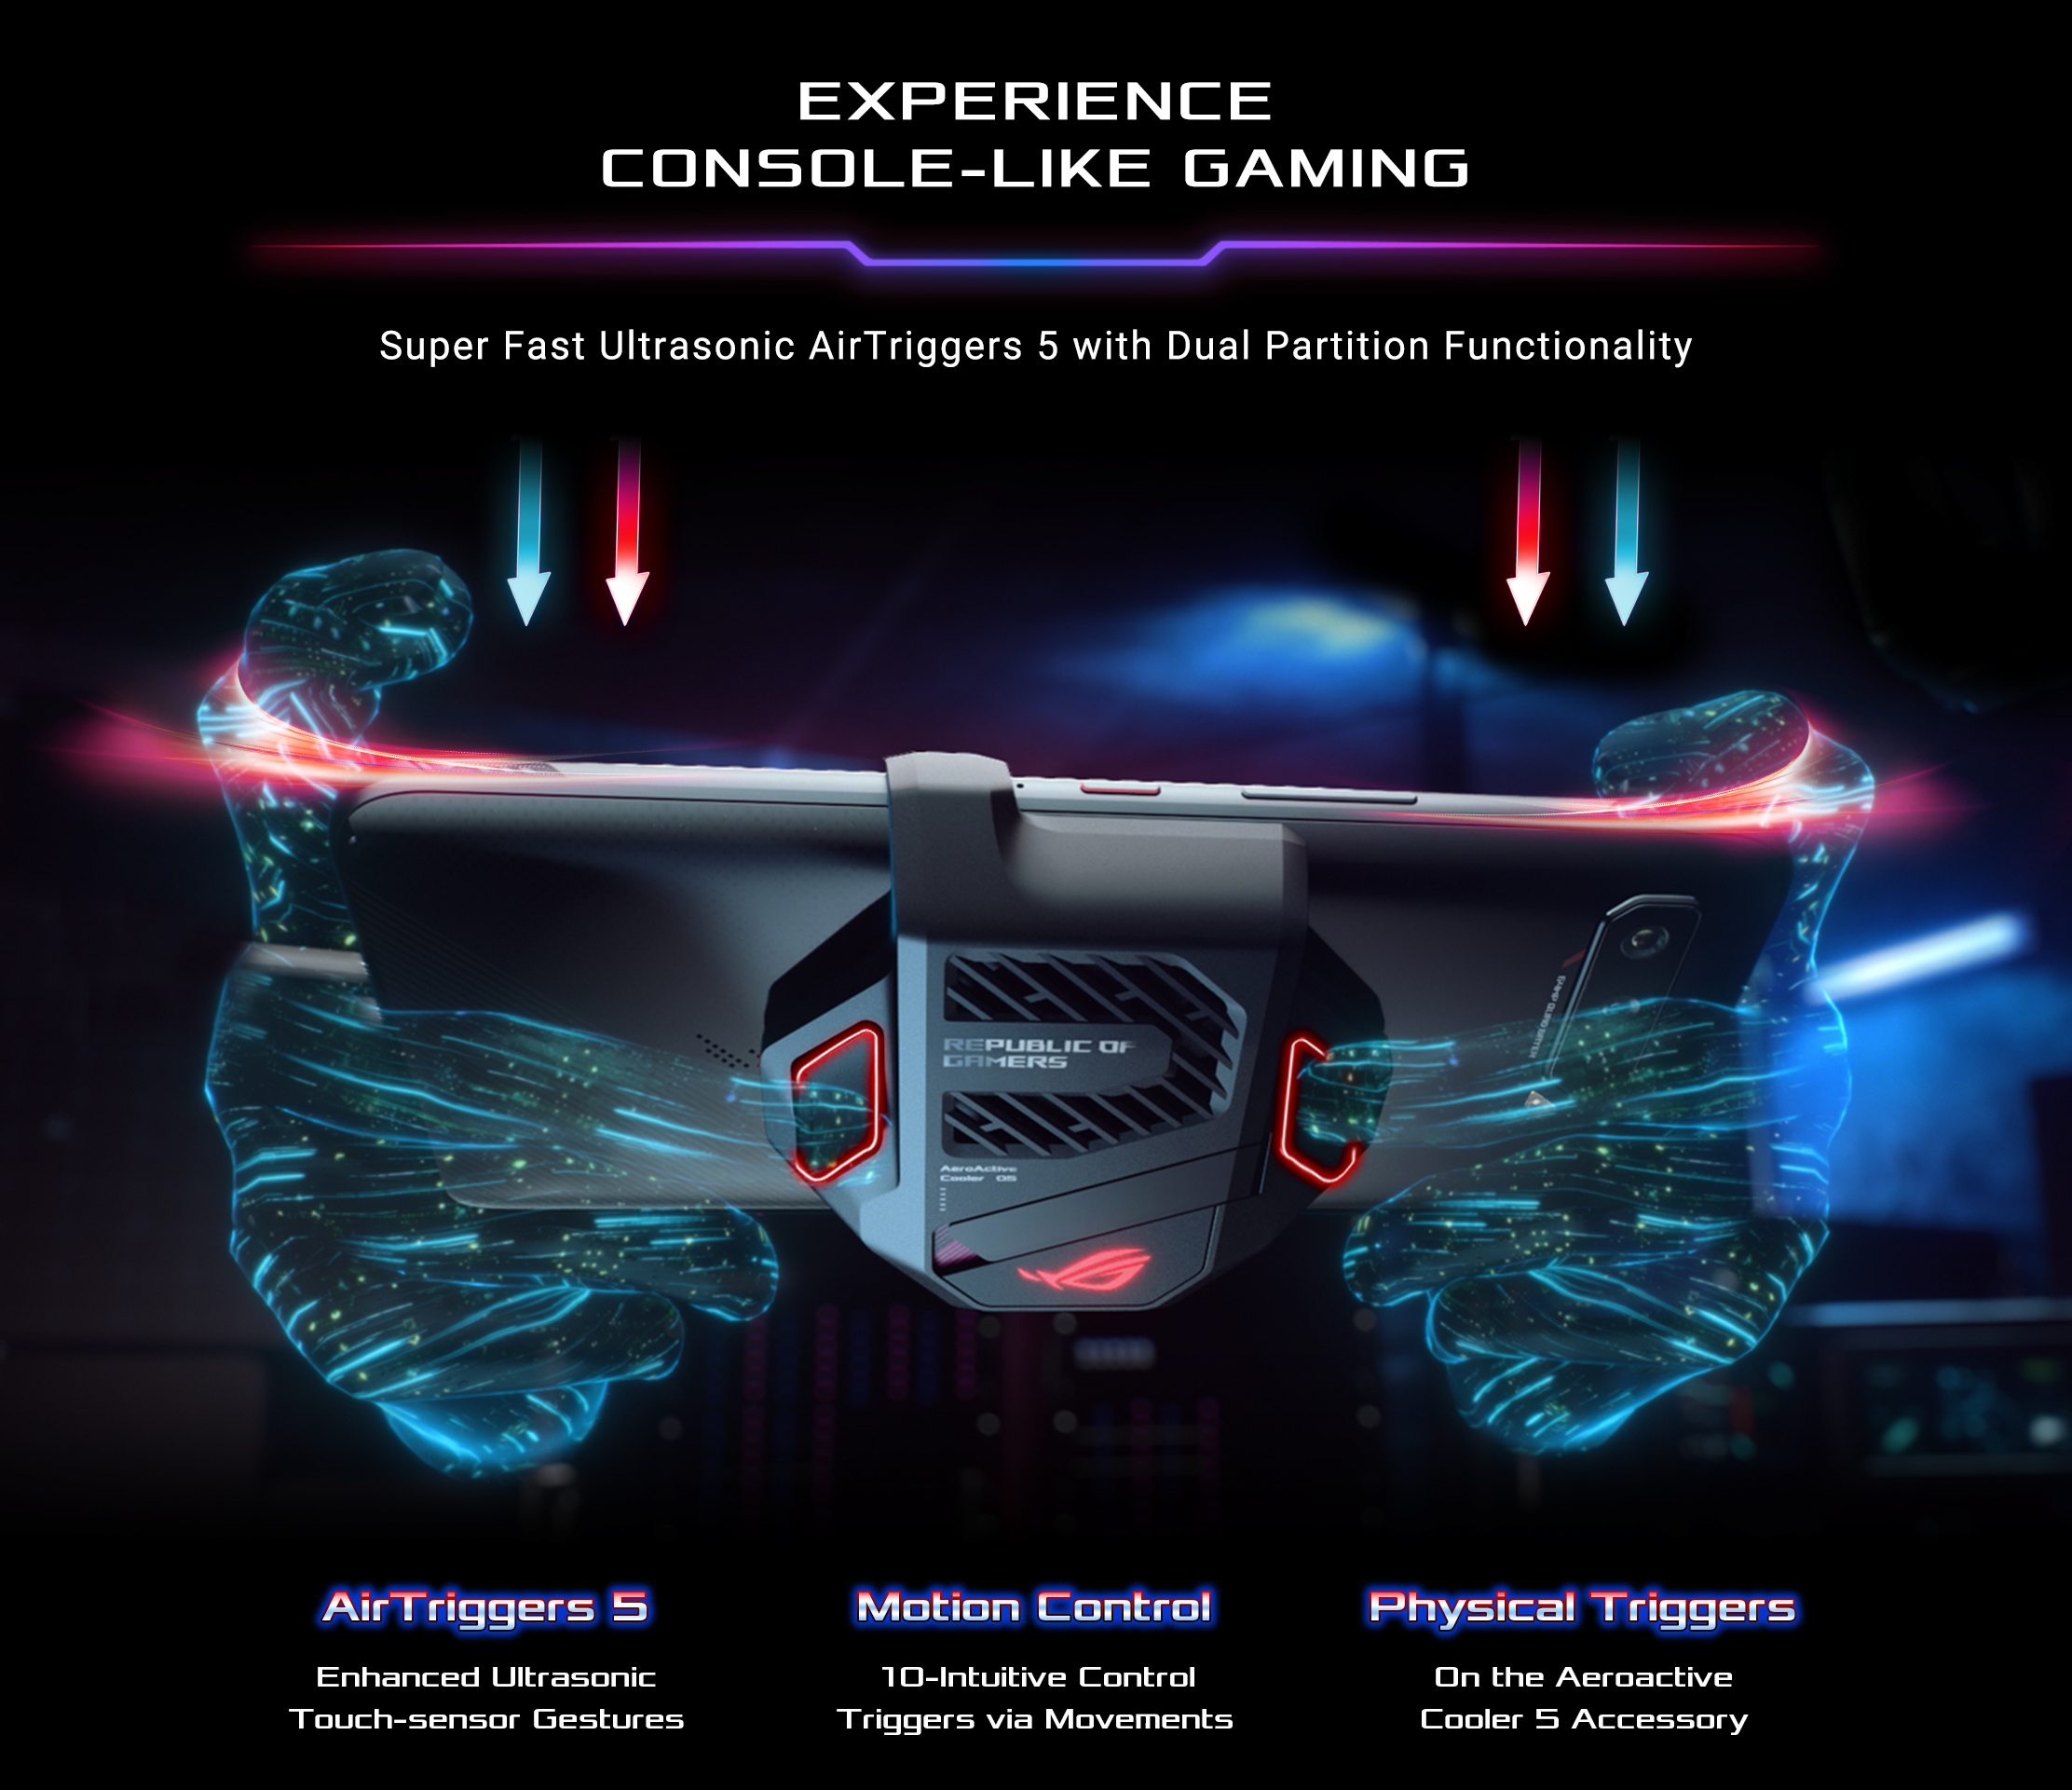 EXPERIENCE
CONSOLE-LIKE GAMING
Super Fast Ultrasonic AirTriggers 5 with Dual Partition Functionality
REPUBLIC OF
GAMERS
AeroActive
Cooler 05
AirTriggers 5
Motion Control
Physical Triggers
Enhanced Ultrasonic
Touch-sensor Gestures
10-Intuitive Control
Triggers via Movements
On the Aeroactive
Cooler 5 Accessory